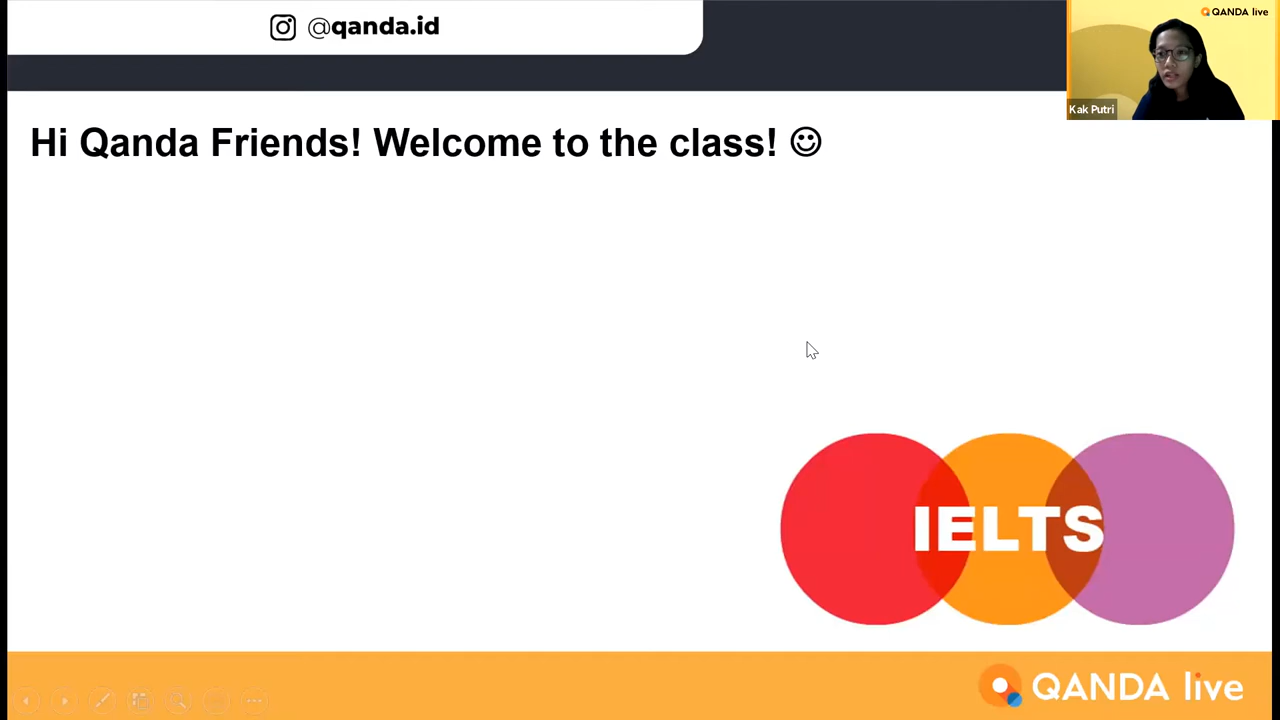 @qanda.id
QANDA live
Kak Putri
Hi Qanda Friends! Welcome to the class! ☺
IELTS
QANDA live